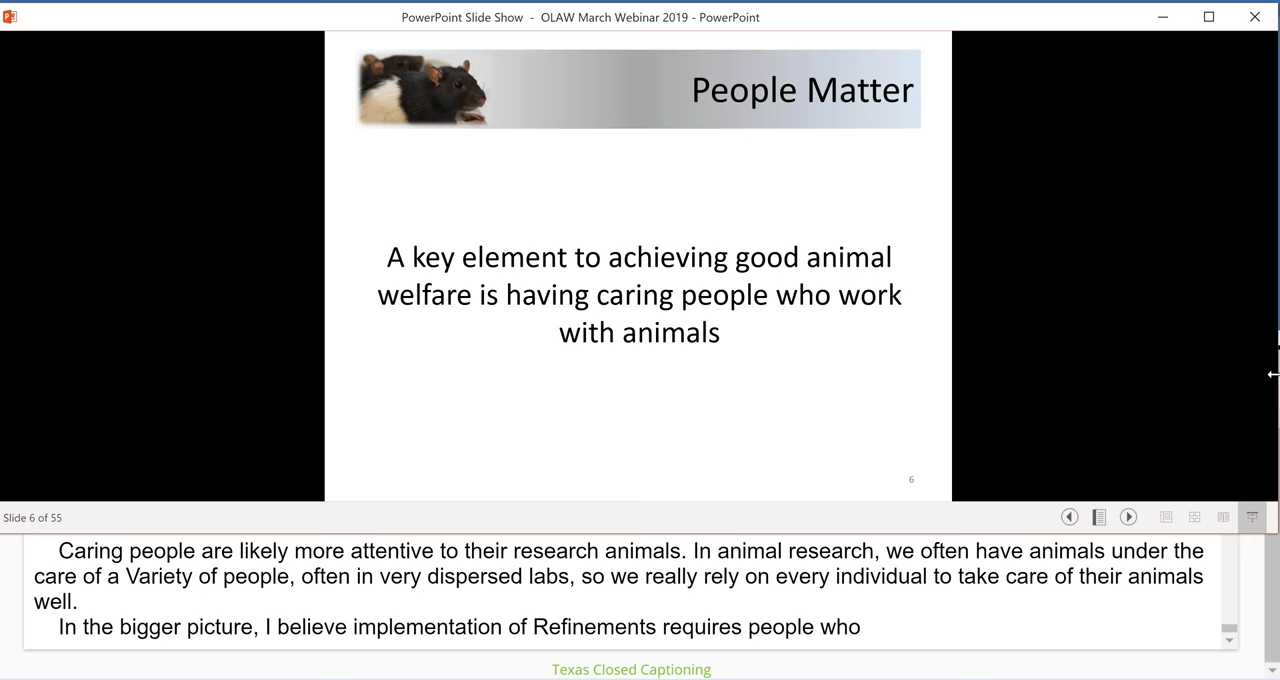 PowerPoint Slide Show - OLAW March Webinar 2019 - PowerPoint
People Matter
A key element to achieving good animal
welfare is having caring people who work
with animals
6
Slide 6 of 55
Caring people are likely more attentive to their research animals. In animal research, we often have animals under the
care of a Variety of people, often in very dispersed labs, so we really rely on every individual to take care of their animals
well.
In the bigger picture, I believe implementation of Refinements requires people who
Texas Closed Captioning